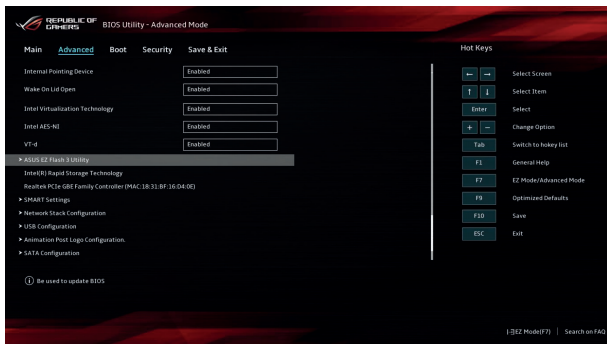 REPUBLIC OF GAMERS BIOS Utility - Advanced Mode
Main Advanced Boot Security Save & Exit
Hot Keys
Internal Pointing Device Enabled
Wake On Lid Open Enabled
Intel Virtualization Technology Enabled
Intel AES-NI Enabled
VT-d Enabled
> ASUS EZ Flash 3 Utility
Intel(R) Rapid Storage Technology
Realtek PCIe GBE Family Controller (MAC:18:31:BF:16:D4:0E)
> SMART Settings
> Network Stack Configuration
> USB Configuration
> Animation Post Logo Configuration.
> SATA Configuration
← → Select Screen
↑ ↓ Select Item
Enter Select
+ − Change Option
Tab Switch to hokey list
F1 General Help
F7 EZ Mode/Advanced Mode
F9 Optimized Defaults
F10 Save
ESC Exit
i Be used to update BIOS
EZ Mode(F7) | Search on FAQ